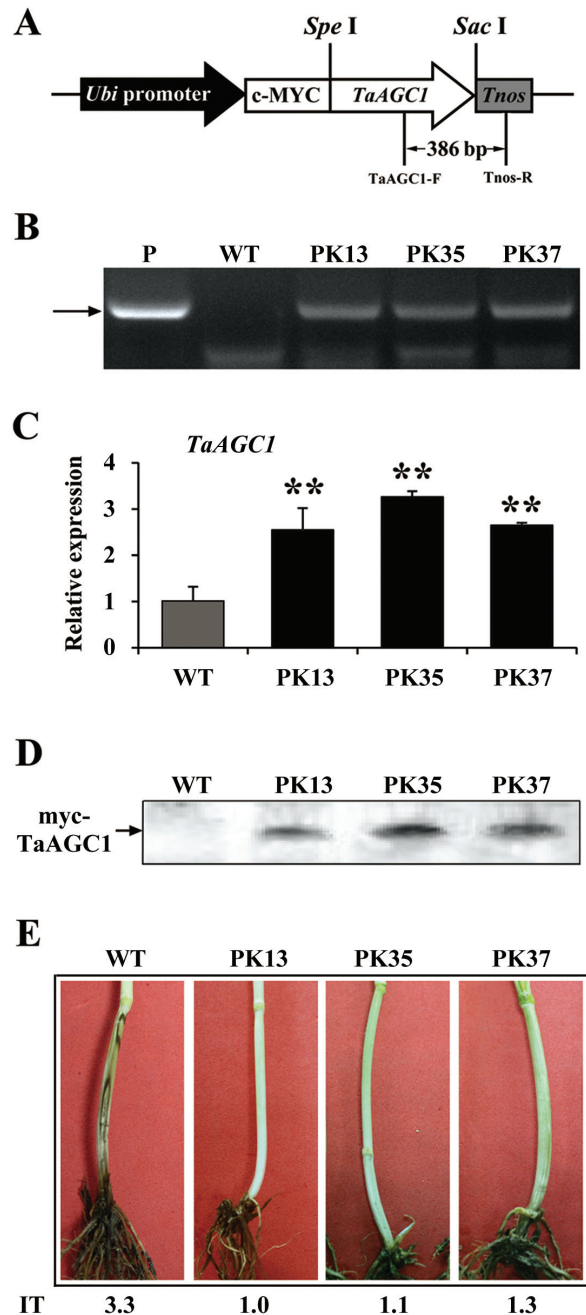 A
Spe I
Sac I
Ubi promoter
c-MYC
TaAGC1
Tnos
386 bp
TaAGC1-F
Tnos-R
B
P WT PK13 PK35 PK37
C
TaAGC1
Relative expression
4
3
2
1
0
**
**
**
WT PK13 PK35 PK37
D
WT PK13 PK35 PK37
myc-
TaAGC1
E
WT PK13 PK35 PK37
IT 3.3 1.0 1.1 1.3